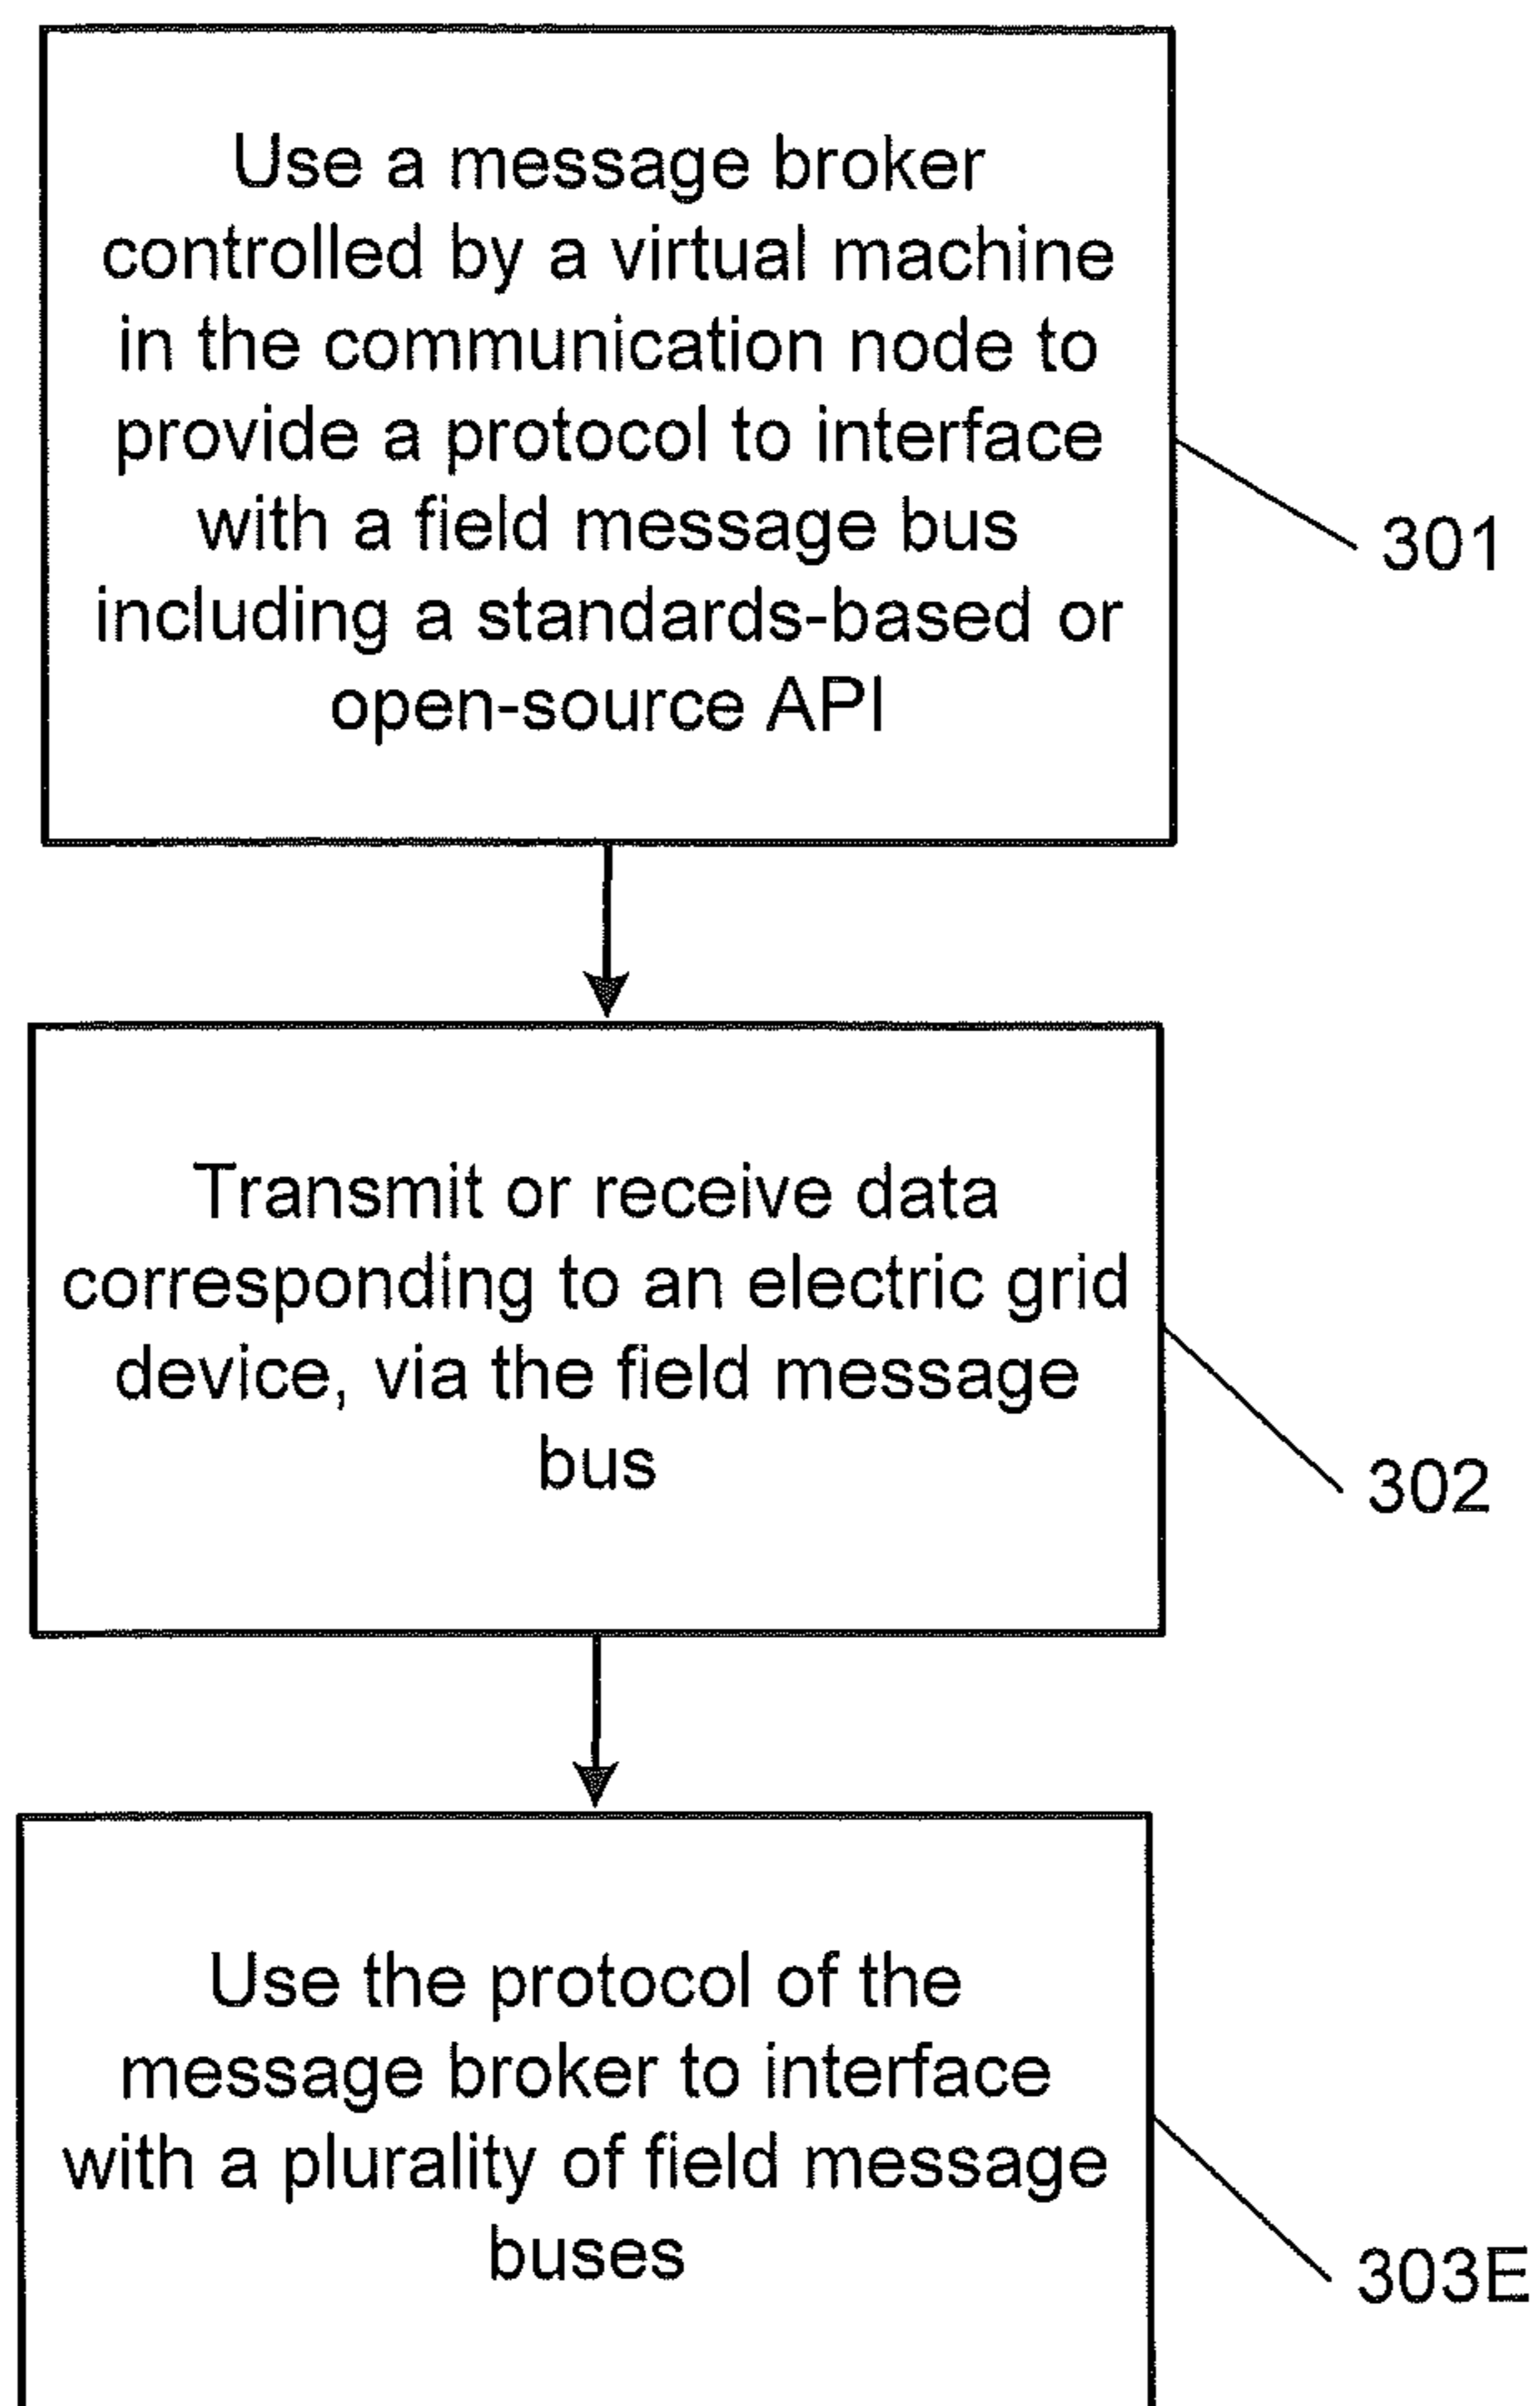 Use a message broker
controlled by a virtual machine
in the communication node to
provide a protocol to interface
with a field message bus
including a standards-based or
open-source API
301
Transmit or receive data
corresponding to an electric grid
device, via the field message
bus
302
Use the protocol of the
message broker to interface
with a plurality of field message
buses
303E